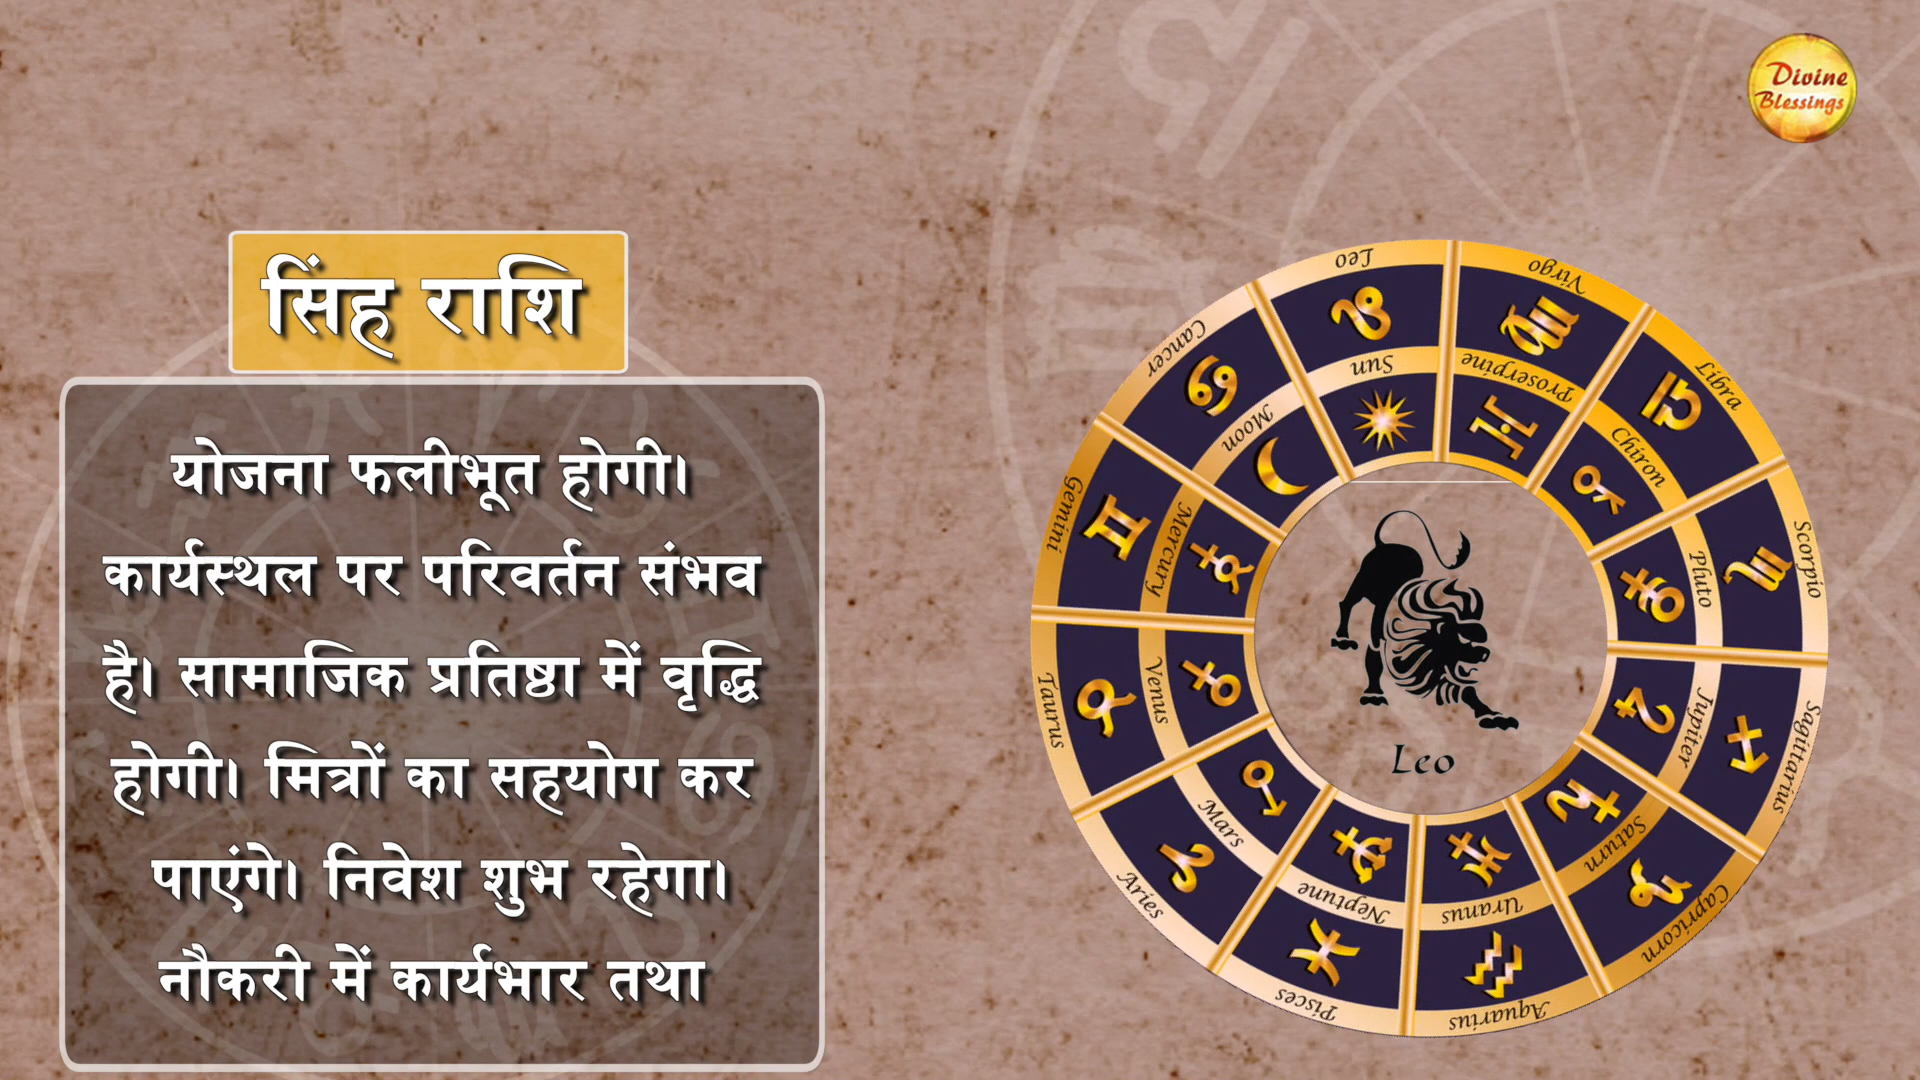 Divine
Blessings
सिंह राशि
योजना फलीभूत होगी।
कार्यस्थल पर परिवर्तन संभव
है। सामाजिक प्रतिष्ठा में वृद्धि
होगी। मित्रों का सहयोग कर
पाएंगे। निवेश शुभ रहेगा।
नौकरी में कार्यभार तथा
Leo
Virgo
Libra
Scorpio
Sagittarius
Capricorn
Aquarius
Pisces
Aries
Taurus
Gemini
Cancer
Sun
Proserpine
Chiron
Pluto
Jupiter
Saturn
Uranus
Neptune
Mars
Venus
Mercury
Moon
Leo